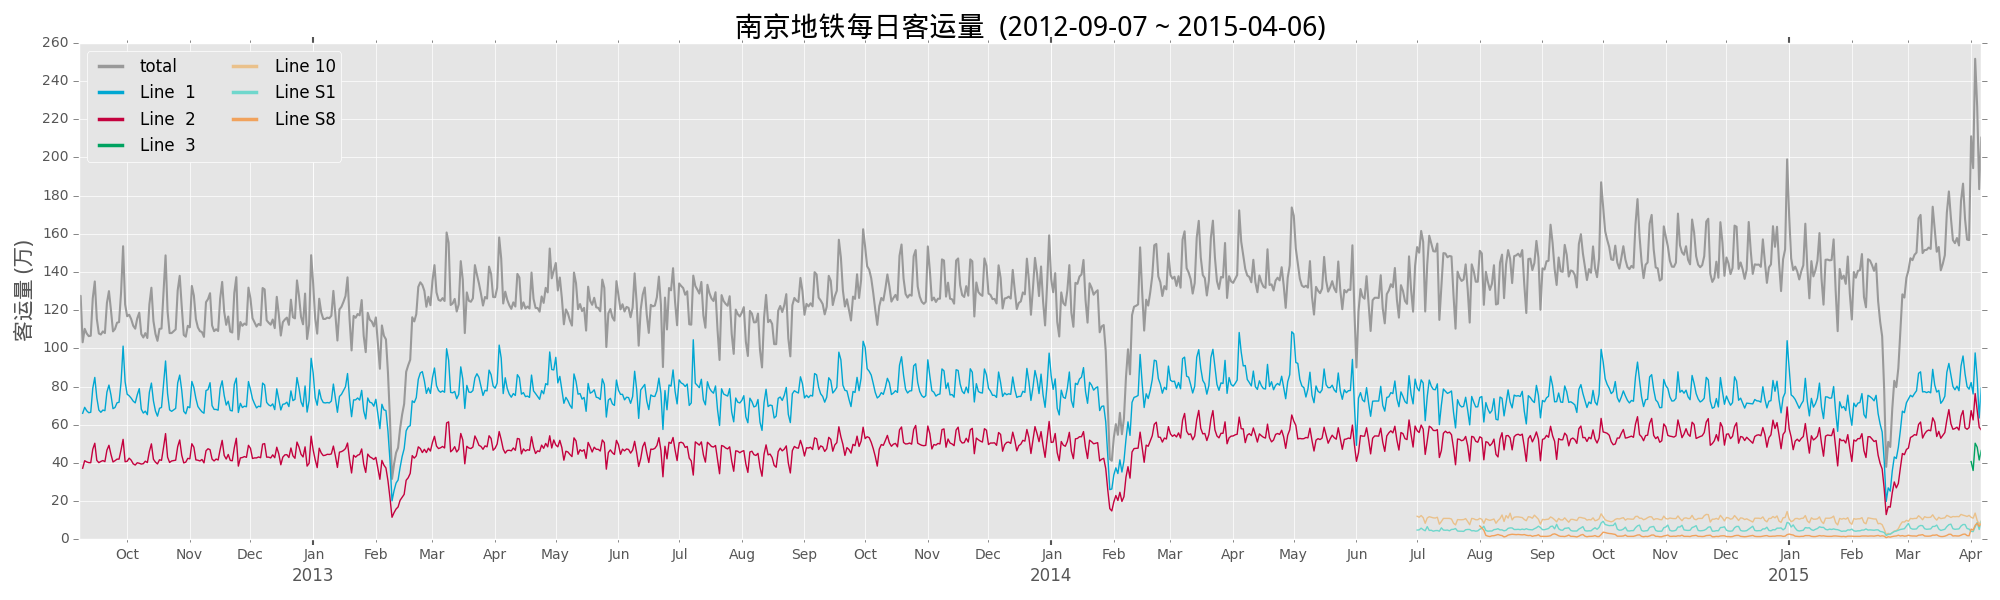 南京地铁每日客运量 (2012-09-07 ~ 2015-04-06)
客运量 (万)
260
240
220
200
180
160
140
120
100
80
60
40
20
0
total
Line 1
Line 2
Line 3
Line 10
Line S1
Line S8
Oct Nov Dec Jan Feb Mar Apr May Jun Jul Aug Sep Oct Nov Dec Jan Feb Mar Apr May Jun Jul Aug Sep Oct Nov Dec Jan Feb Mar Apr
2013 2014 2015